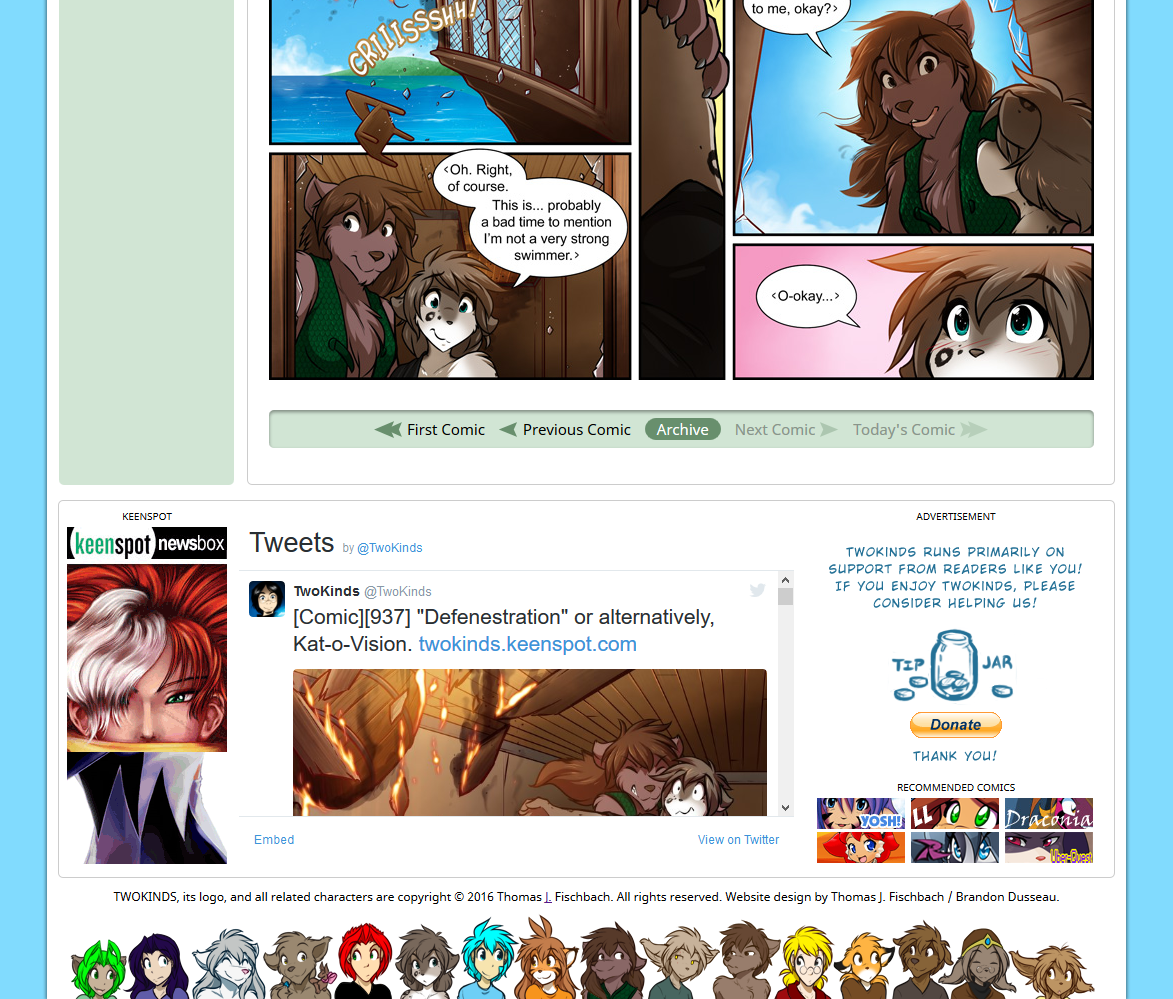 CRIIISSSHH!
to me, okay?›
‹Oh. Right,
of course.
This is... probably
a bad time to mention
I'm not a very strong
swimmer.›
‹O-okay...›
First Comic
Previous Comic
Archive
Next Comic
Today's Comic
KEENSPOT
(keenspot) newsbox
Tweets by @TwoKinds
TwoKinds @TwoKinds
[Comic][937] "Defenestration" or alternatively,
Kat-o-Vision. twokinds.keenspot.com
Embed
View on Twitter
ADVERTISEMENT
TWOKINDS RUNS PRIMARILY ON
SUPPORT FROM READERS LIKE YOU!
IF YOU ENJOY TWOKINDS, PLEASE
CONSIDER HELPING US!
TIP JAR
Donate
THANK YOU!
RECOMMENDED COMICS
YOSH!
LL
Draconia
Uber-Quest
TWOKINDS, its logo, and all related characters are copyright © 2016 Thomas J. Fischbach. All rights reserved. Website design by Thomas J. Fischbach / Brandon Dusseau.